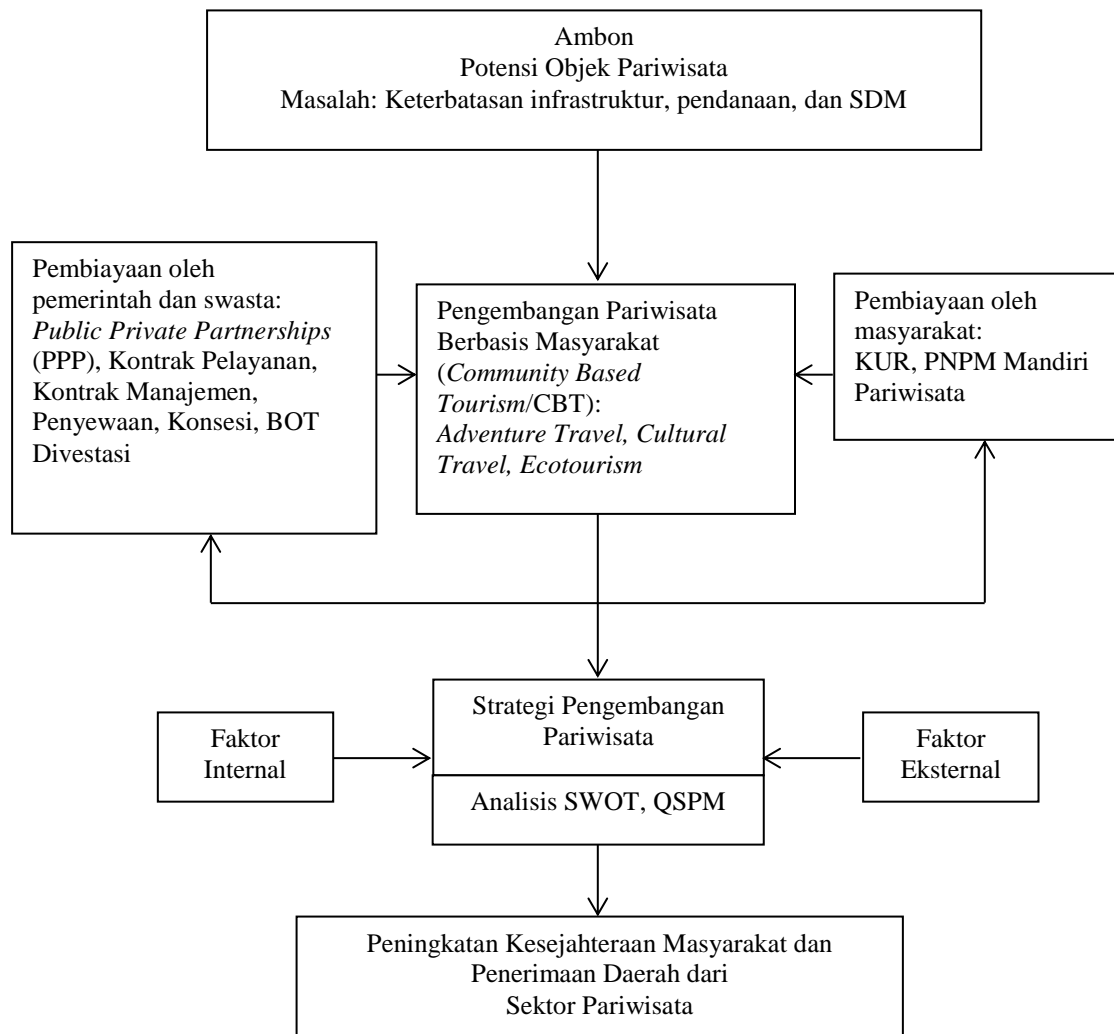 Ambon
Potensi Objek Pariwisata
Masalah: Keterbatasan infrastruktur, pendanaan, dan SDM
Pembiayaan oleh
pemerintah dan swasta:
Public Private Partnerships
(PPP), Kontrak Pelayanan,
Kontrak Manajemen,
Penyewaan, Konsesi, BOT
Divestasi
Pengembangan Pariwisata
Berbasis Masyarakat
(Community Based
Tourism/CBT):
Adventure Travel, Cultural
Travel, Ecotourism
Pembiayaan oleh
masyarakat:
KUR, PNPM Mandiri
Pariwisata
Faktor
Internal
Strategi Pengembangan
Pariwisata
Analisis SWOT, QSPM
Faktor
Eksternal
Peningkatan Kesejahteraan Masyarakat dan
Penerimaan Daerah dari
Sektor Pariwisata